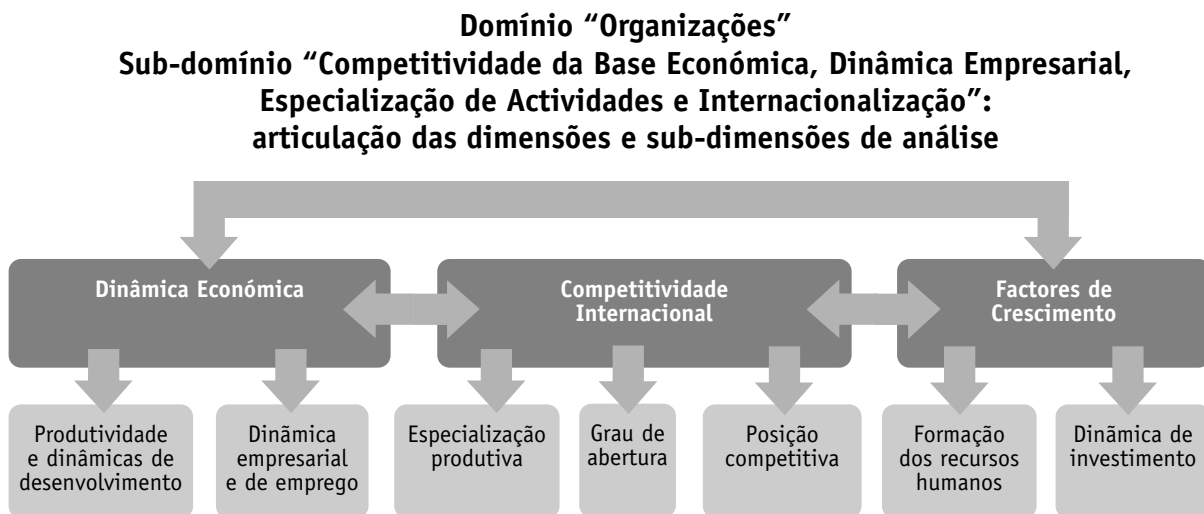 Domínio “Organizações”
Sub-domínio “Competitividade da Base Económica, Dinâmica Empresarial,
Especialização de Actividades e Internacionalização”:
articulação das dimensões e sub-dimensões de análise
Dinâmica Económica
Competitividade
Internacional
Factores de
Crescimento
Produtividade
e dinâmicas de
desenvolvimento
Dinãmica
empresarial
e de emprego
Especialização
produtiva
Grau de
abertura
Posição
competitiva
Formação
dos recursos
humanos
Dinãmica de
investimento